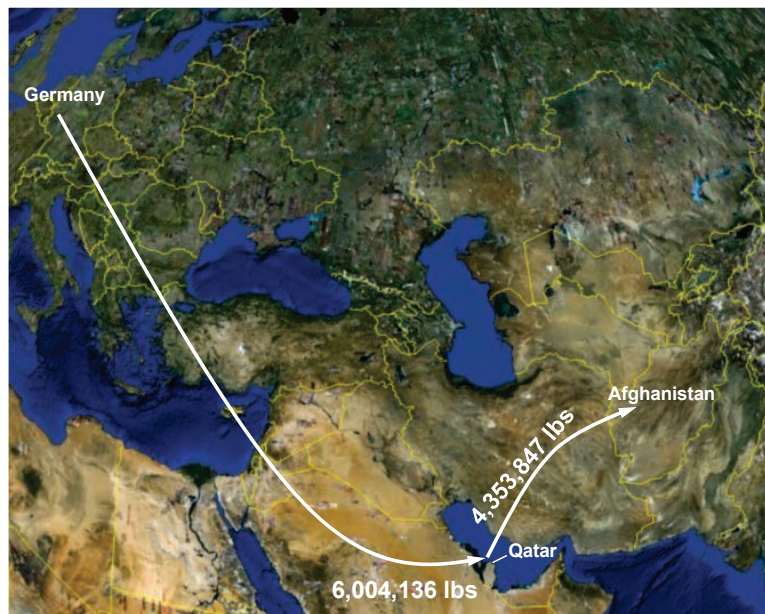 Germany
Afghanistan
4,353,847 lbs
Qatar
6,004,136 lbs